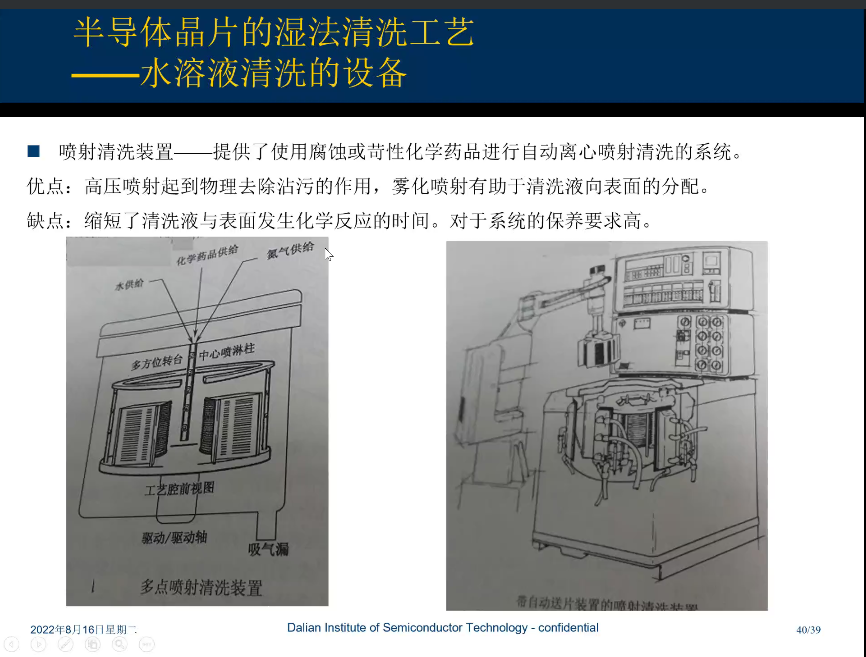 半导体晶片的湿法清洗工艺
——水溶液清洗的设备
■ 喷射清洗装置——提供了使用腐蚀或苛性化学药品进行自动离心喷射清洗的系统。
优点：高压喷射起到物理去除沾污的作用，雾化喷射有助于清洗液向表面的分配。
缺点：缩短了清洗液与表面发生化学反应的时间。对于系统的保养要求高。
化学药品供给
氮气供给
水供给
多方位转台
中心喷淋柱
工艺腔前视图
驱动/驱动轴
吸气漏
多点喷射清洗装置
带自动送片装置的喷射清洗装置
2022年8月16日星期二
Dalian Institute of Semiconductor Technology - confidential
40/39